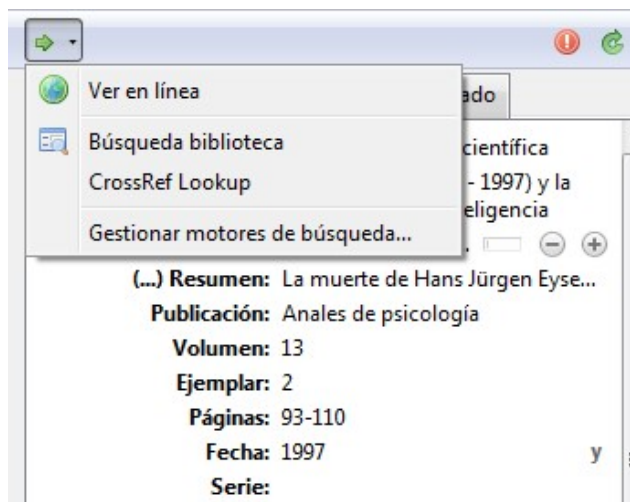 Ver en línea
ado
Búsqueda biblioteca
científica
CrossRef Lookup
- 1997) y la
eligencia
Gestionar motores de búsqueda...
(...) Resumen: La muerte de Hans Jürgen Eyse...
Publicación: Anales de psicología
Volumen: 13
Ejemplar: 2
Páginas: 93-110
Fecha: 1997 y
Serie: